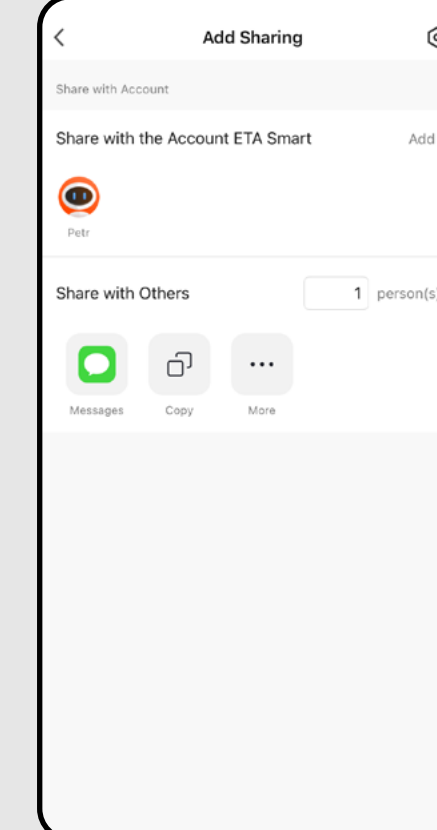 Add Sharing
Share with Account
Share with the Account ETA Smart Add
Petr
Share with Others 1 person(s)
Messages Copy More